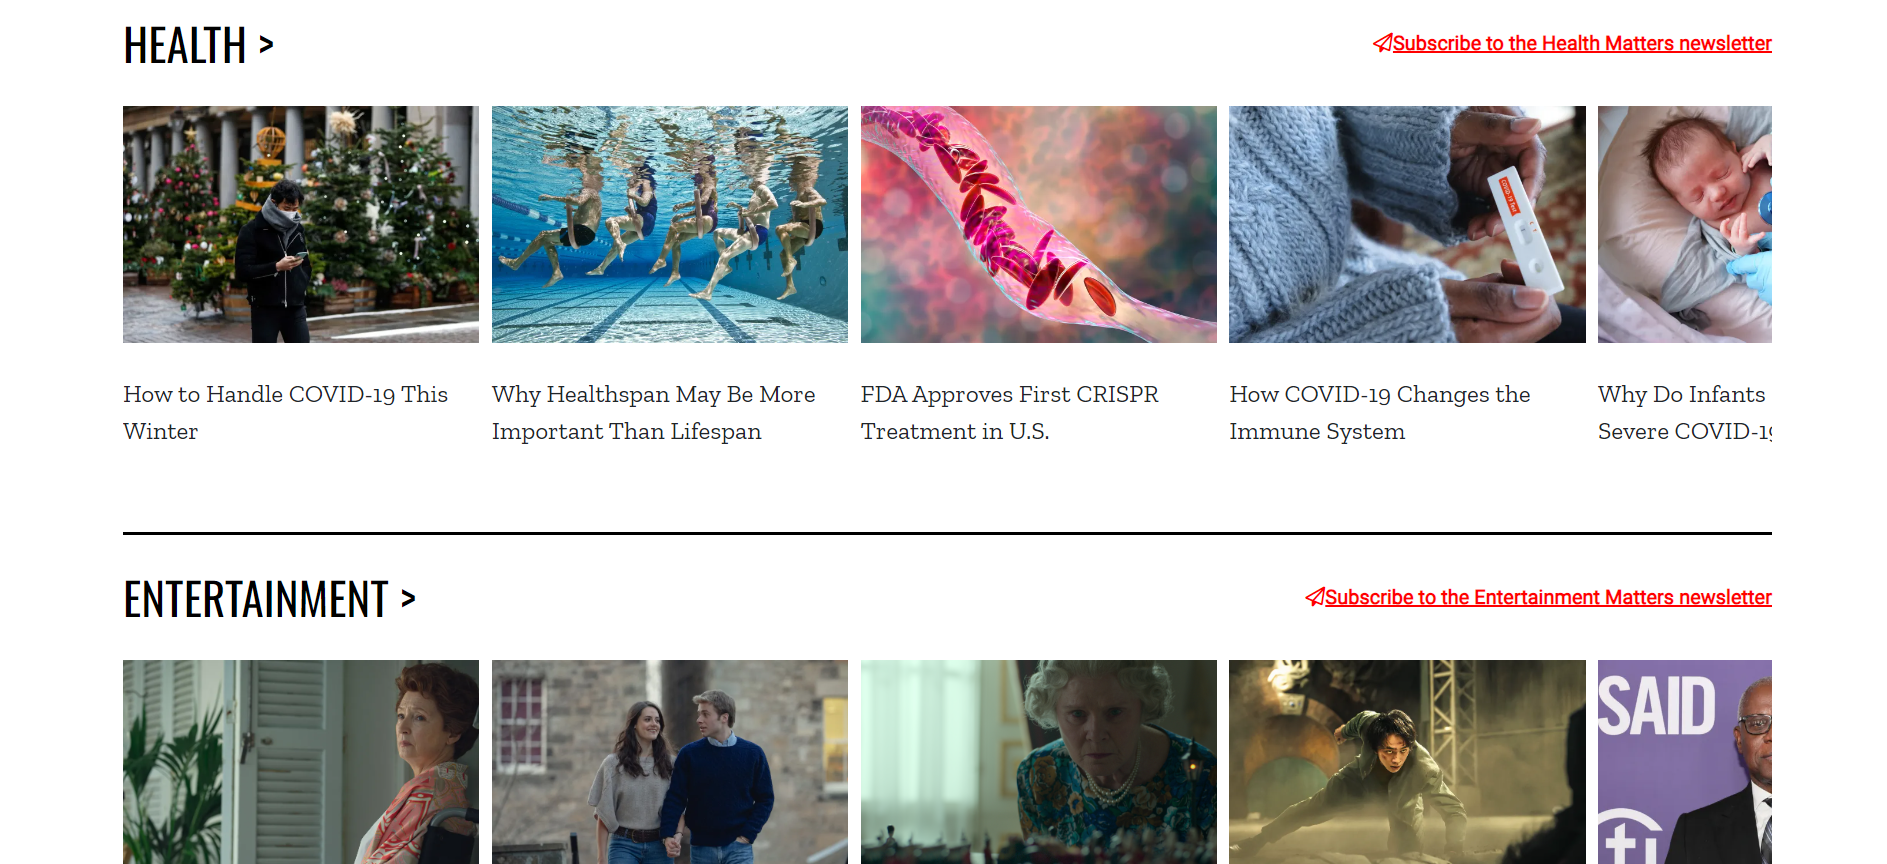 HEALTH >
Subscribe to the Health Matters newsletter
How to Handle COVID-19 This
Winter
Why Healthspan May Be More
Important Than Lifespan
FDA Approves First CRISPR
Treatment in U.S.
How COVID-19 Changes the
Immune System
Why Do Infants
Severe COVID-19
ENTERTAINMENT >
Subscribe to the Entertainment Matters newsletter
SAID
ti